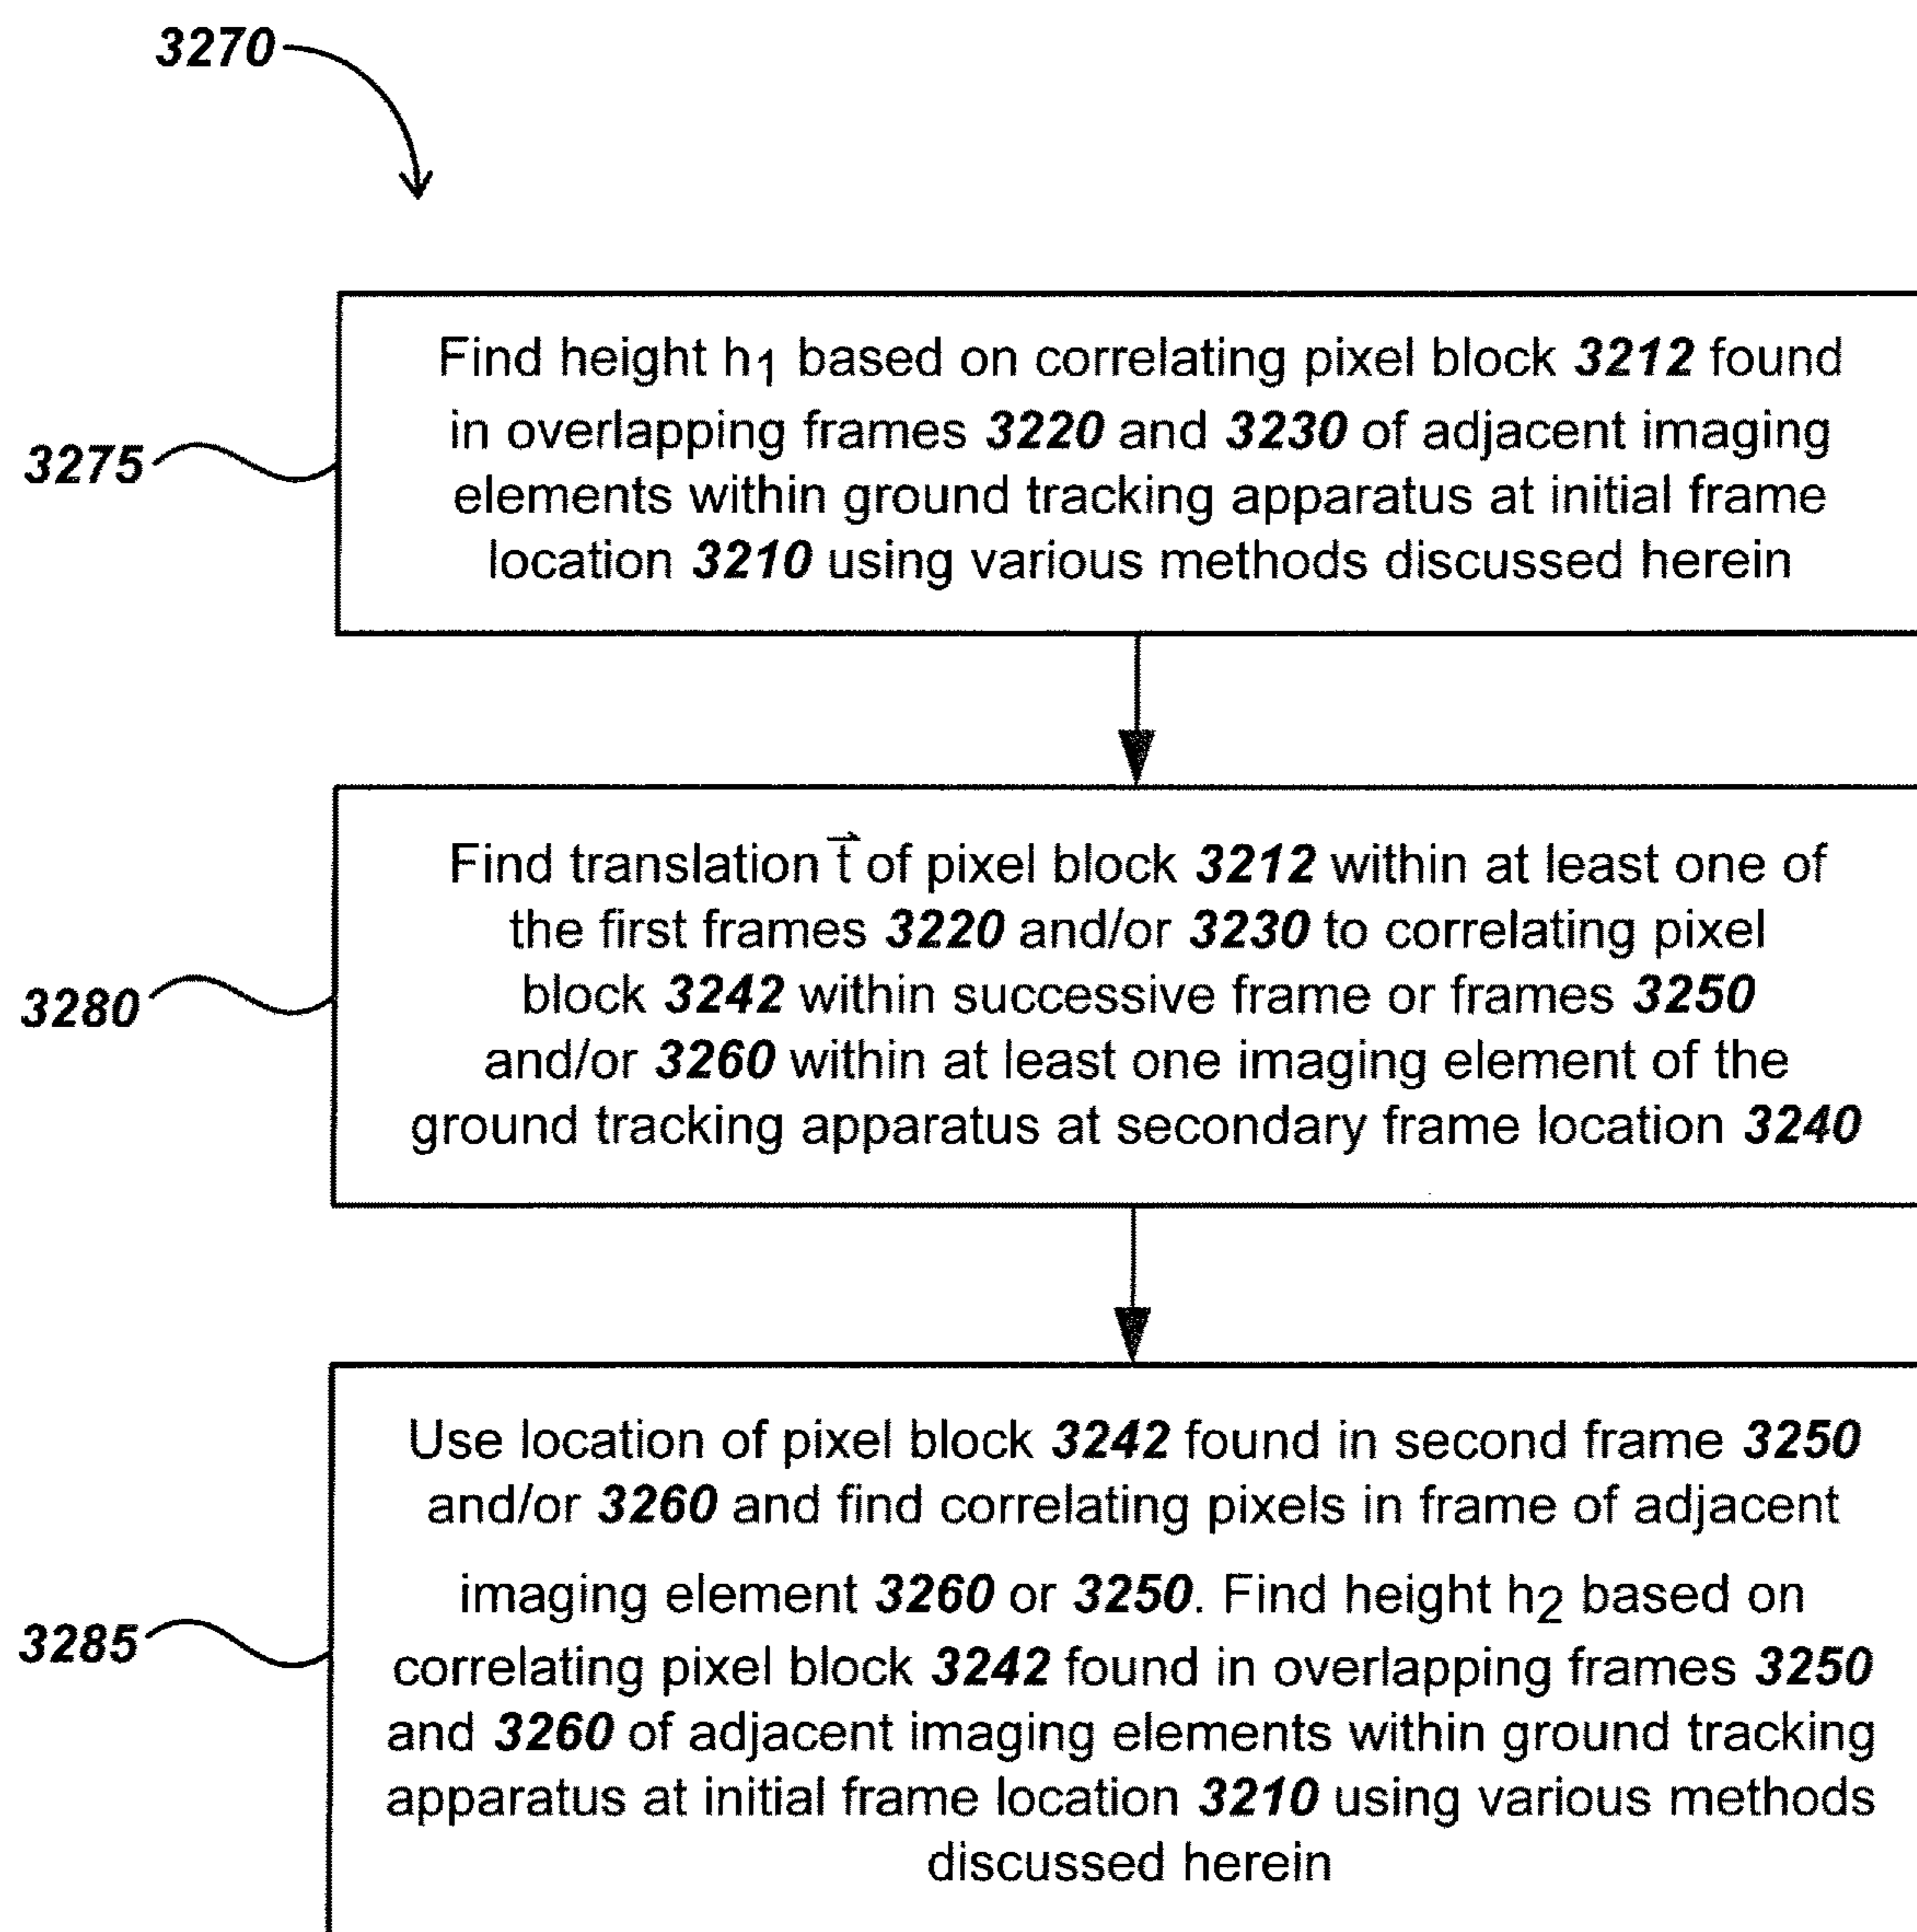 3270
3275
Find height h1 based on correlating pixel block 3212 found
in overlapping frames 3220 and 3230 of adjacent imaging
elements within ground tracking apparatus at initial frame
location 3210 using various methods discussed herein
3280
Find translation t⃗ of pixel block 3212 within at least one of
the first frames 3220 and/or 3230 to correlating pixel
block 3242 within successive frame or frames 3250
and/or 3260 within at least one imaging element of the
ground tracking apparatus at secondary frame location 3240
3285
Use location of pixel block 3242 found in second frame 3250
and/or 3260 and find correlating pixels in frame of adjacent
imaging element 3260 or 3250. Find height h2 based on
correlating pixel block 3242 found in overlapping frames 3250
and 3260 of adjacent imaging elements within ground tracking
apparatus at initial frame location 3210 using various methods
discussed herein